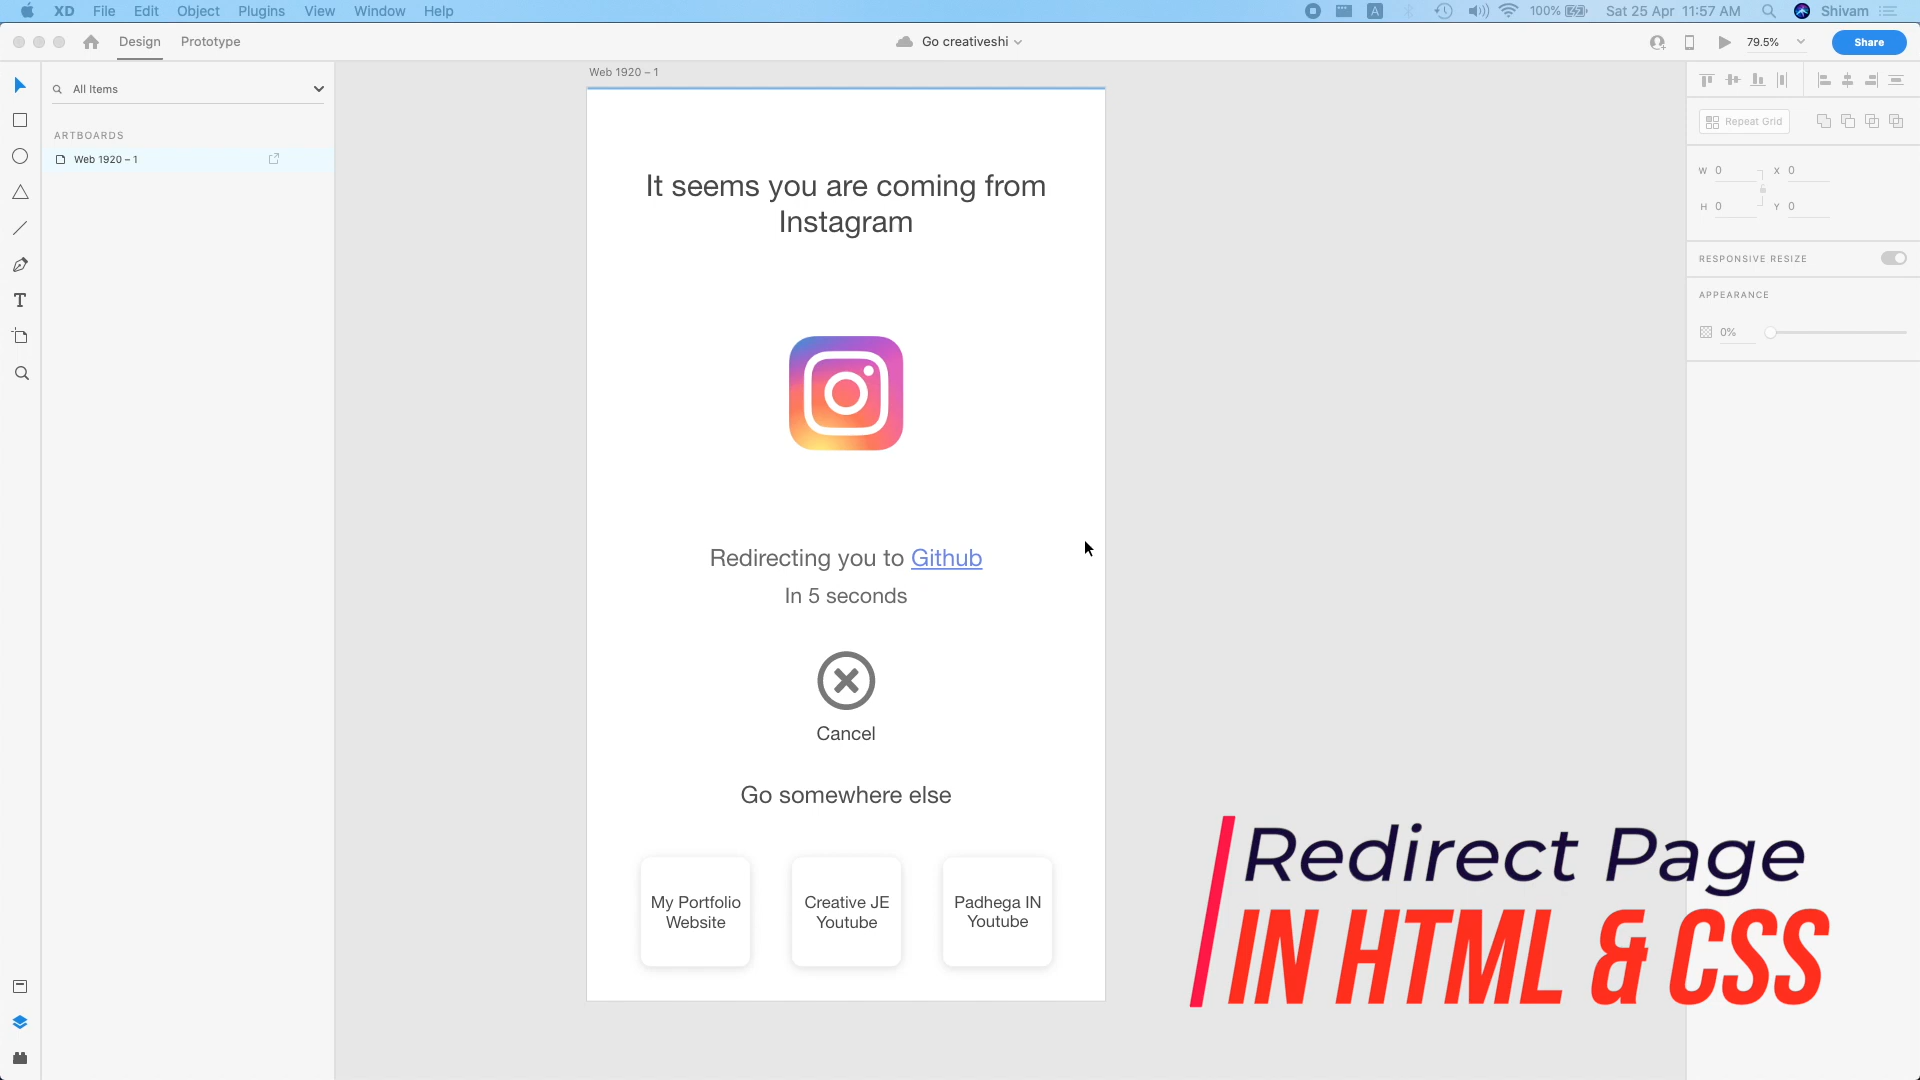 XD File Edit Object Plugins View Window Help
A 100% Sat 25 Apr 11:57 AM Shivam
Design Prototype
Go creativeshi
79.5%
Share
All Items
ARTBOARDS
Web 1920 – 1
Web 1920 – 1
It seems you are coming from
Instagram
Redirecting you to Github
In 5 seconds
Cancel
Go somewhere else
My Portfolio
Website
Creative JE
Youtube
Padhega IN
Youtube
Repeat Grid
W 0 X 0
H 0 Y 0
RESPONSIVE RESIZE
APPEARANCE
0%
Redirect Page
IN HTML & CSS